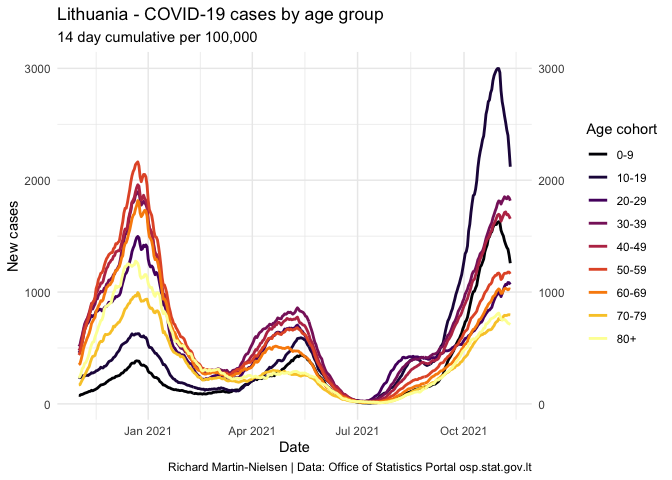 Lithuania - COVID-19 cases by age group
14 day cumulative per 100,000
3000
2000
1000
0
New cases
3000
2000
1000
0
Jan 2021
Apr 2021
Jul 2021
Oct 2021
Date
Age cohort
0-9
10-19
20-29
30-39
40-49
50-59
60-69
70-79
80+
Richard Martin-Nielsen | Data: Office of Statistics Portal osp.stat.gov.lt